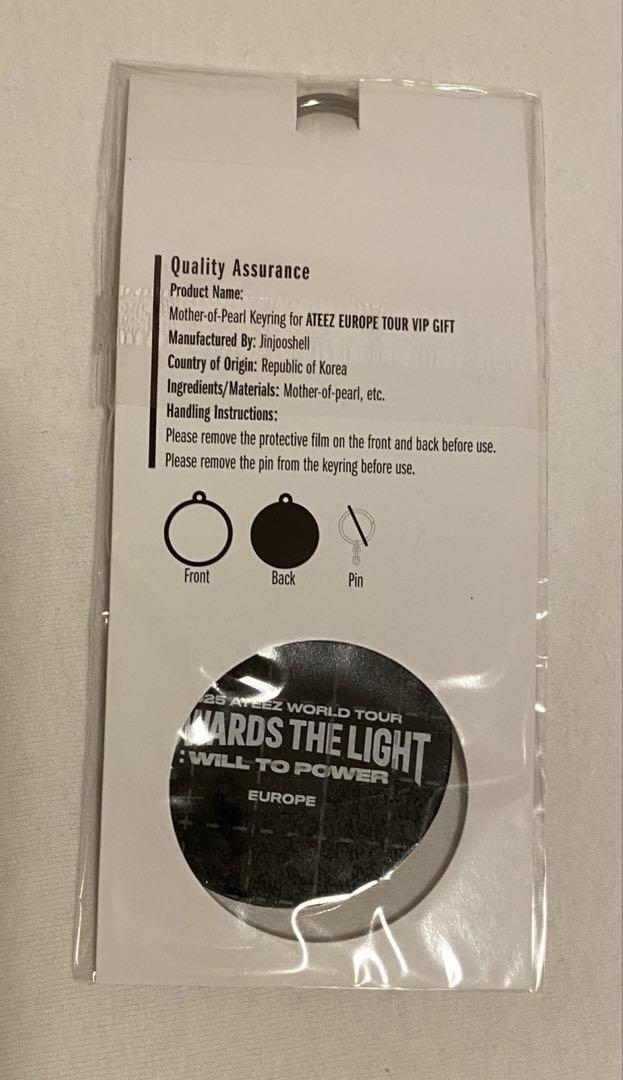 Quality Assurance
Product Name:
Mother-of-Pearl Keyring for ATEEZ EUROPE TOUR VIP GIFT
Manufactured By: Jinjooshell
Country of Origin: Republic of Korea
Ingredients/Materials: Mother-of-pearl, etc.
Handling Instructions:
Please remove the protective film on the front and back before use.
Please remove the pin from the keyring before use.
Front Back Pin
25 ATEEZ WORLD TOUR
WARDS THE LIGHT
: WILL TO POWER
EUROPE